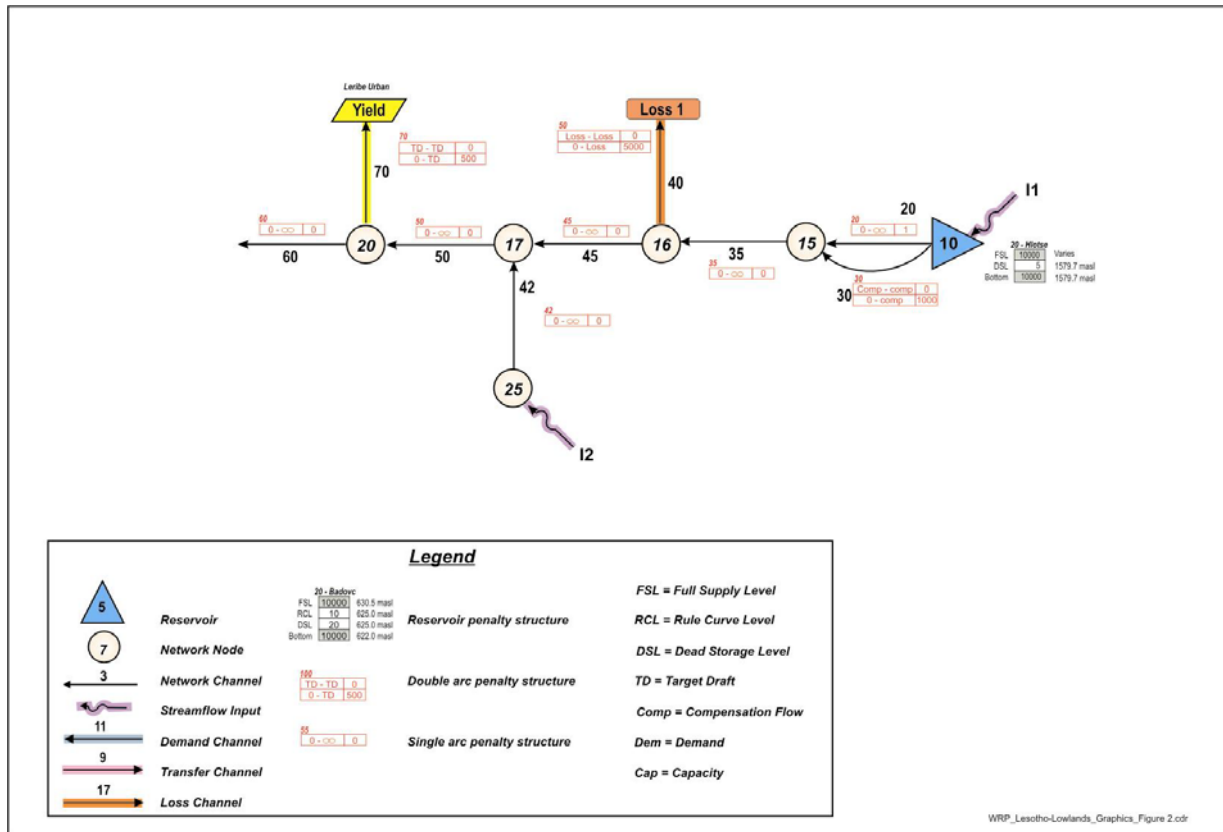 Leribe Urban
Yield
70
TD - TD 0
0 - TD 500
70
Loss 1
50
Loss - Loss 0
0 - Loss 5000
40
I1
60
0 - ∞ 0
60
20
50
0 - ∞ 0
50
17
45
0 - ∞ 0
45
16
35
35
0 - ∞ 0
15
20
20
0 - ∞ 1
30
30
Comp - comp 0
0 - comp 1000
10
20 - Hlotse
FSL 10000 Varies
DSL 5 1579.7 masl
Bottom 10000 1579.7 masl
42
42
0 - ∞ 0
25
I2
Legend
5
Reservoir
20 - Badovc
FSL 10000 630.5 masl
RCL 10 625.0 masl
DSL 20 625.0 masl
Bottom 10000 622.0 masl
Reservoir penalty structure
FSL = Full Supply Level
7
Network Node
RCL = Rule Curve Level
DSL = Dead Storage Level
3
Network Channel
100
TD - TD 0
0 - TD 500
Double arc penalty structure
TD = Target Draft
Streamflow Input
Comp = Compensation Flow
11
Demand Channel
55
0 - ∞ 0
Single arc penalty structure
Dem = Demand
9
Transfer Channel
Cap = Capacity
17
Loss Channel
WRP_Lesotho-Lowlands_Graphics_Figure 2.cdr